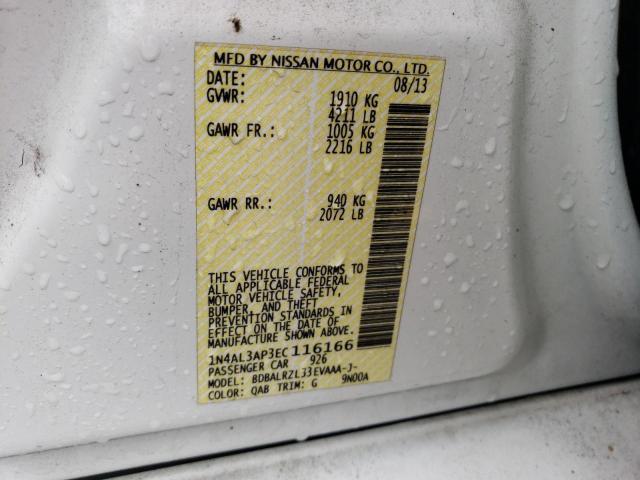 MFD BY NISSAN MOTOR CO., LTD.
DATE: 08/13
GVWR: 1910 KG
4211 LB
GAWR FR.: 1005 KG
2216 LB
GAWR RR.: 940 KG
2072 LB
THIS VEHICLE CONFORMS TO
ALL APPLICABLE FEDERAL
MOTOR VEHICLE SAFETY,
BUMPER, AND THEFT
PREVENTION STANDARDS IN
EFFECT ON THE DATE OF
MANUFACTURE SHOWN ABOVE.
1N4AL3AP3EC116166
PASSENGER CAR 926
MODEL: BDBALRZL33EVAAA-J-
COLOR: QAB TRIM: G 9N00A